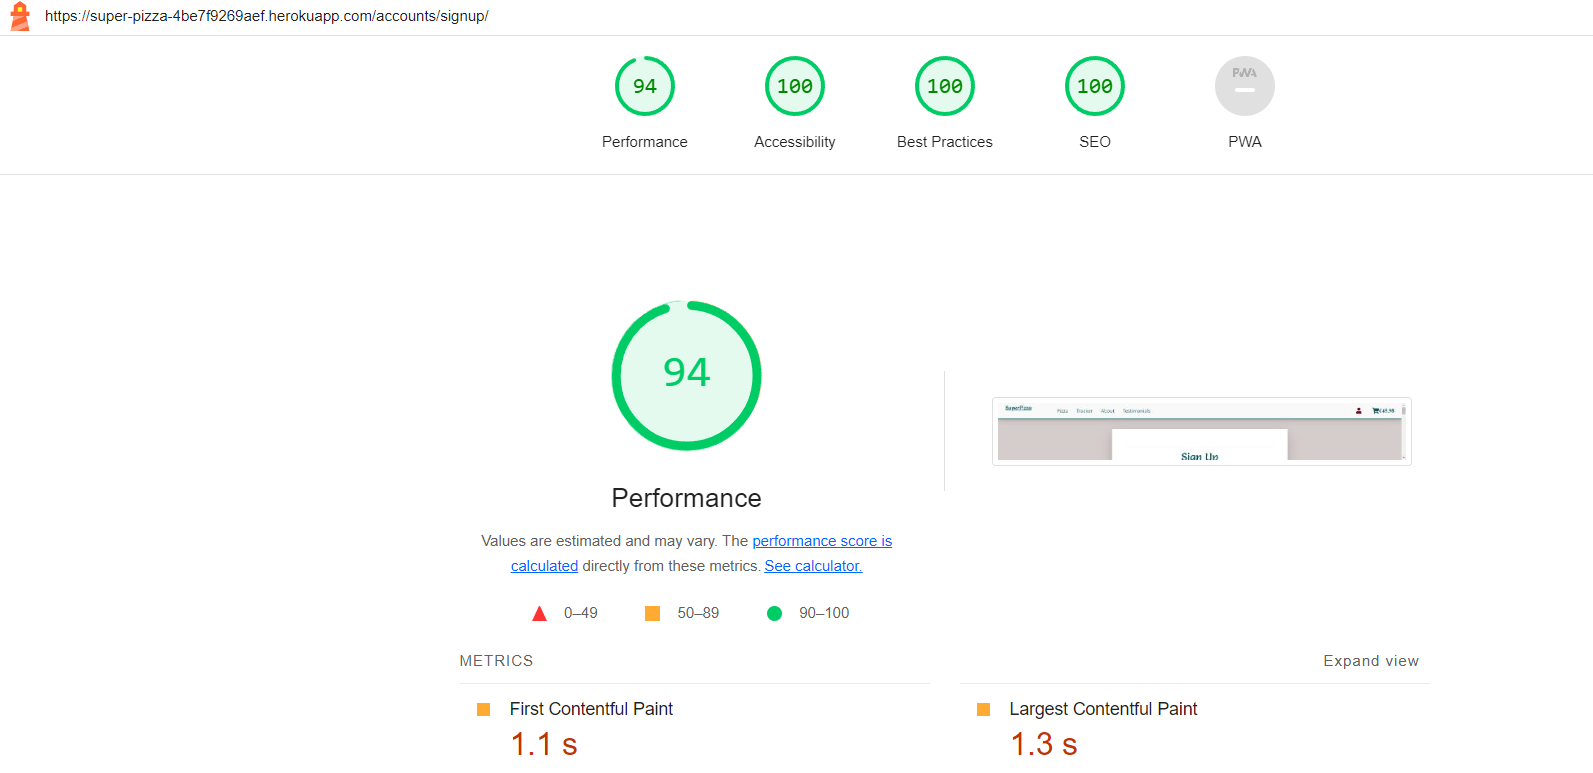 https://super-pizza-4be7f9269aef.herokuapp.com/accounts/signup/
94 100 100 100 PWA
Performance Accessibility Best Practices SEO PWA
94
Performance
Values are estimated and may vary. The performance score is
calculated directly from these metrics. See calculator.
0–49 50–89 90–100
SuperPizza Pizza Tracker About Testimonials
Sign Up
METRICS Expand view
First Contentful Paint Largest Contentful Paint
1.1 s 1.3 s